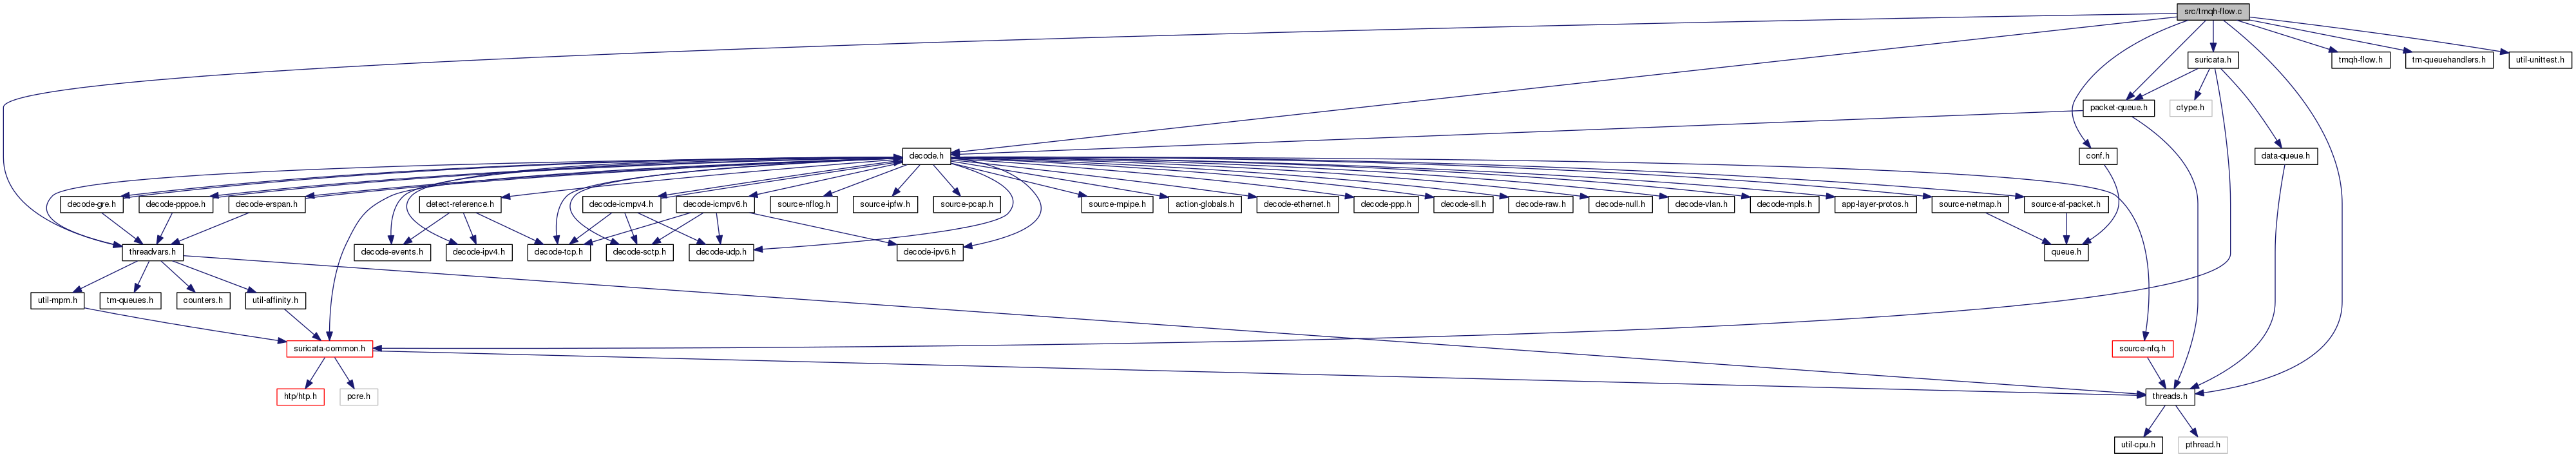 src/tmqh-flow.c
suricata.h
tmqh-flow.h
tm-queuehandlers.h
util-unittest.h
packet-queue.h
ctype.h
decode.h
conf.h
data-queue.h
decode-gre.h
decode-pppoe.h
decode-erspan.h
detect-reference.h
decode-icmpv4.h
decode-icmpv6.h
source-nflog.h
source-ipfw.h
source-pcap.h
source-mpipe.h
action-globals.h
decode-ethernet.h
decode-ppp.h
decode-sll.h
decode-raw.h
decode-null.h
decode-vlan.h
decode-mpls.h
app-layer-protos.h
source-netmap.h
source-af-packet.h
threadvars.h
decode-events.h
decode-ipv4.h
decode-tcp.h
decode-sctp.h
decode-udp.h
decode-ipv6.h
queue.h
util-mpm.h
tm-queues.h
counters.h
util-affinity.h
suricata-common.h
source-nfq.h
htp/htp.h
pcre.h
threads.h
util-cpu.h
pthread.h